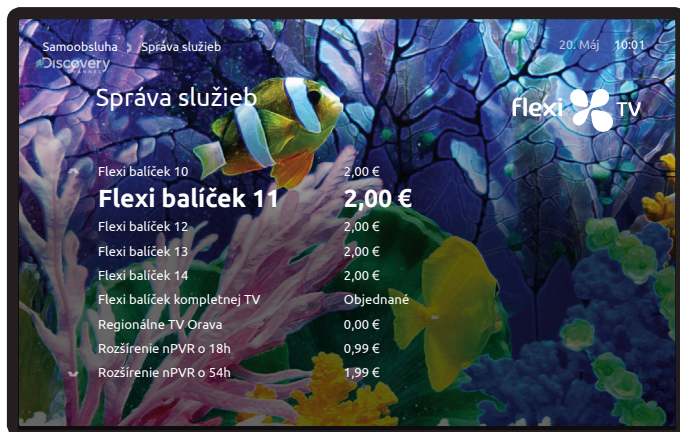 Samoobsluha › Správa služieb
20. Máj 10:01
Discovery
CHANNEL
Správa služieb
flexi TV
Flexi balíček 10 2,00 €
Flexi balíček 11 2,00 €
Flexi balíček 12 2,00 €
Flexi balíček 13 2,00 €
Flexi balíček 14 2,00 €
Flexi balíček kompletnej TV Objednané
Regionálne TV Orava 0,00 €
Rozšírenie nPVR o 18h 0,99 €
Rozšírenie nPVR o 54h 1,99 €